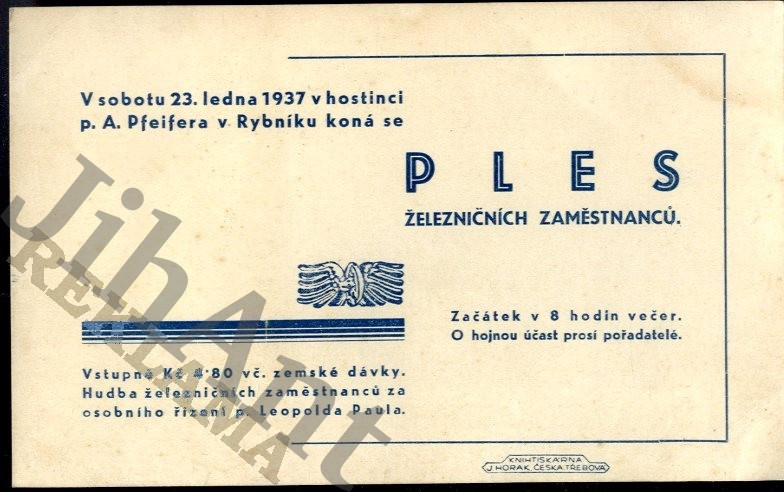 V sobotu 23. ledna 1937 v hostinci
p. A. Pfeifera v Rybníku koná se
PLES
ŽELEZNIČNÍCH ZAMĚSTNANCŮ.
Začátek v 8 hodin večer.
O hojnou účast prosí pořadatelé.
Vstupné Kč 4·80 vč. zemské dávky.
Hudba železničních zaměstnanců za
osobního řízení p. Leopolda Paula.
KNIHTISKÁRNA
J. HORÁK, ČESKÁ TŘEBOVÁ
JihAnt
REKLAMA